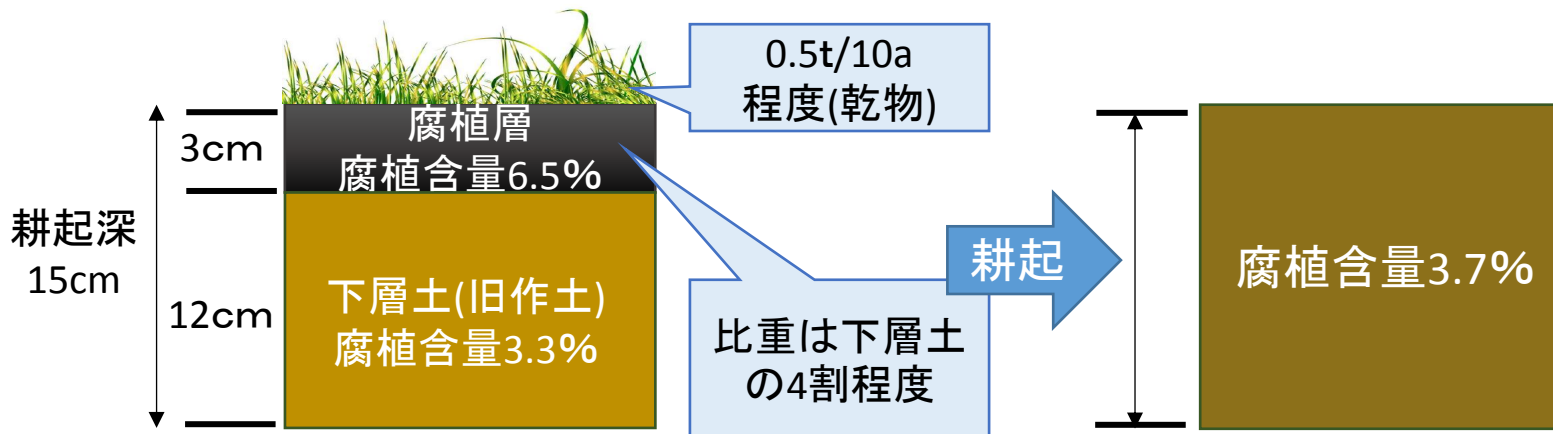 0.5t/10a
程度(乾物)
腐植層
腐植含量6.5%
3cm
耕起深
15cm
12cm
下層土(旧作土)
腐植含量3.3%
比重は下層土
の4割程度
耕起
腐植含量3.7%